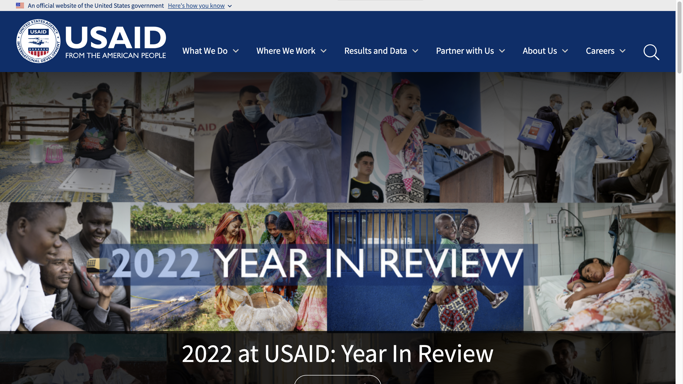 An official website of the United States government Here's how you know
USAID
USAID
FROM THE AMERICAN PEOPLE
What We Do
Where We Work
Results and Data
Partner with Us
About Us
Careers
2022 YEAR IN REVIEW
2022 at USAID: Year In Review